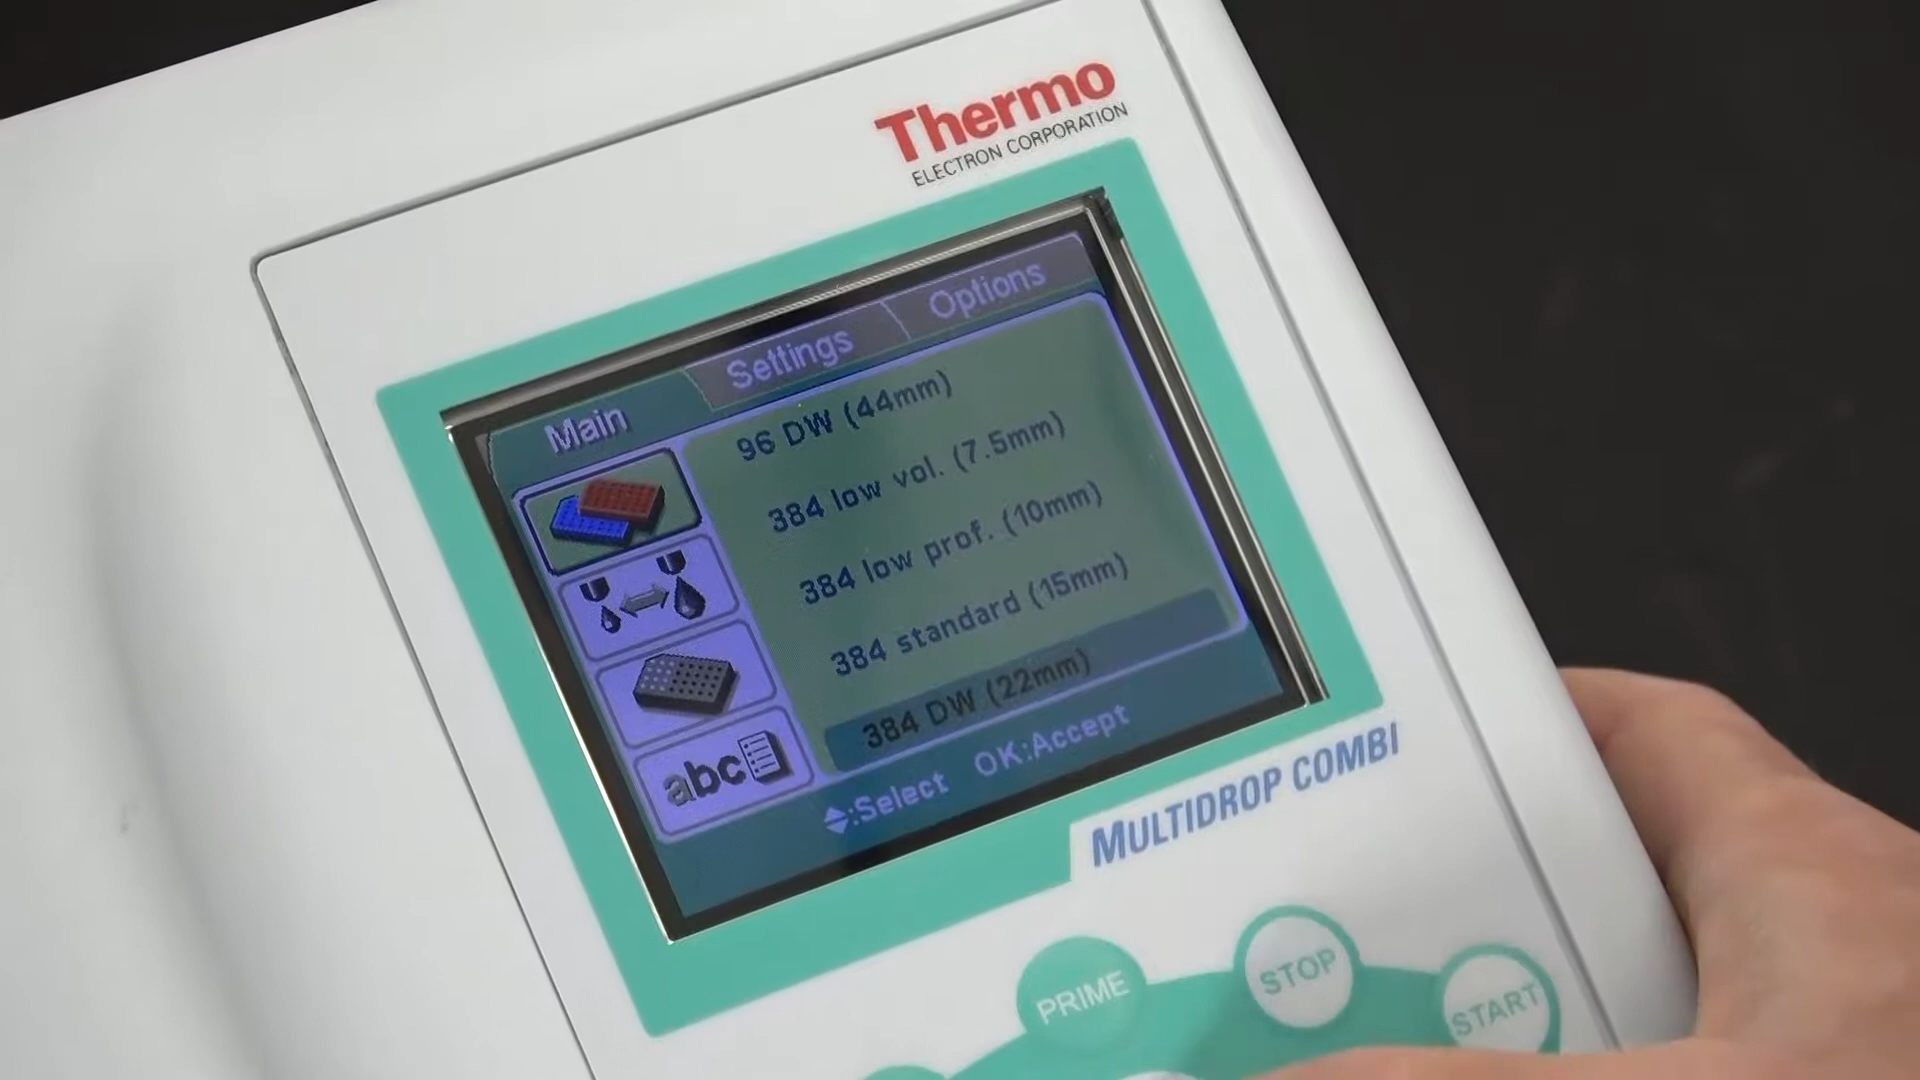 Thermo
ELECTRON CORPORATION
Main
Settings
Options
96 DW (44mm)
384 low vol. (7.5mm)
384 low prof. (10mm)
384 standard (15mm)
384 DW (22mm)
abc
:Select OK:Accept
MULTIDROP COMBI
PRIME
STOP
START